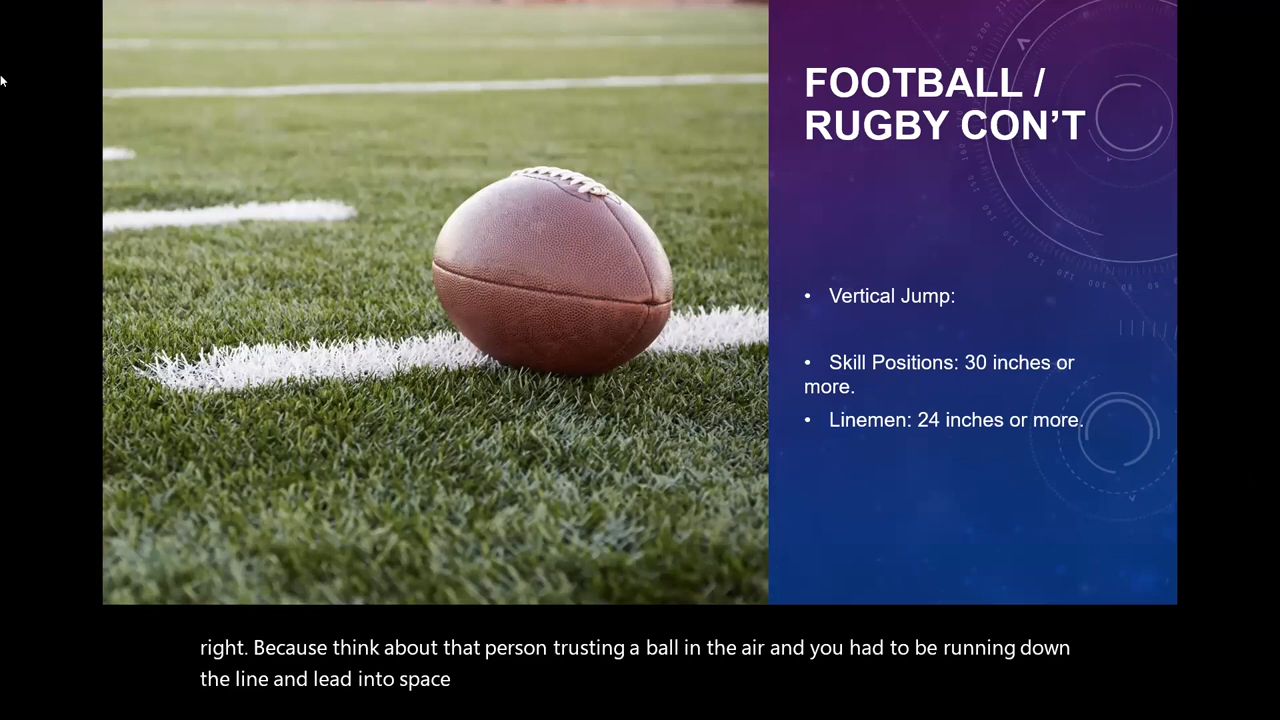 FOOTBALL /
RUGBY CON’T
• Vertical Jump:
• Skill Positions: 30 inches or
more.
• Linemen: 24 inches or more.
right. Because think about that person trusting a ball in the air and you had to be running down
the line and lead into space